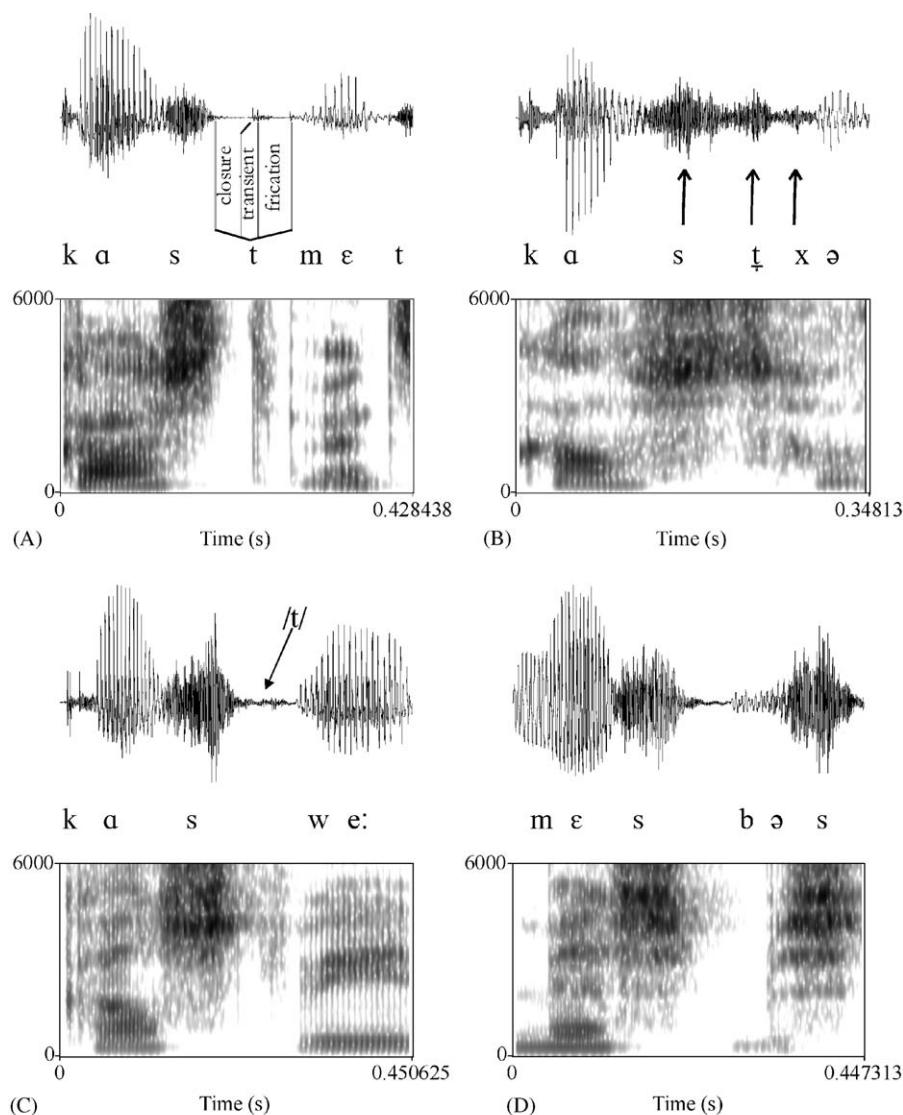 closure
transient
frication
k ɑ s t m ɛ t
6000
0
0 0.428438
(A) Time (s)
k ɑ s t̞ x ə
6000
0
0 0.34813
(B) Time (s)
/t/
k ɑ s w e:
6000
0
0 0.450625
(C) Time (s)
m ɛ s b ə s
6000
0
0 0.447313
(D) Time (s)